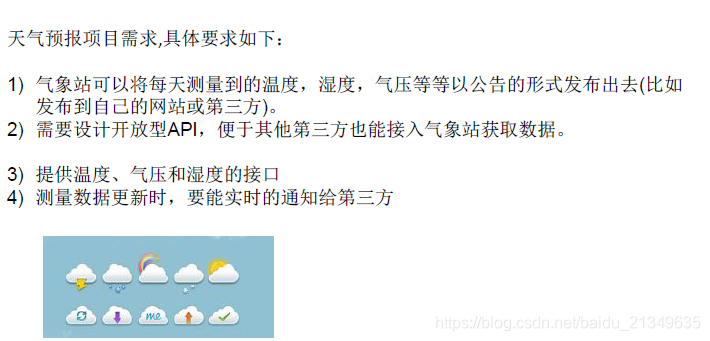 天气预报项目需求,具体要求如下：
1) 气象站可以将每天测量到的温度，湿度，气压等等以公告的形式发布出去(比如
发布到自己的网站或第三方)。
2) 需要设计开放型API，便于其他第三方也能接入气象站获取数据。
3) 提供温度、气压和湿度的接口
4) 测量数据更新时，要能实时的通知给第三方
me
https://blog.csdn.net/baidu_21349635